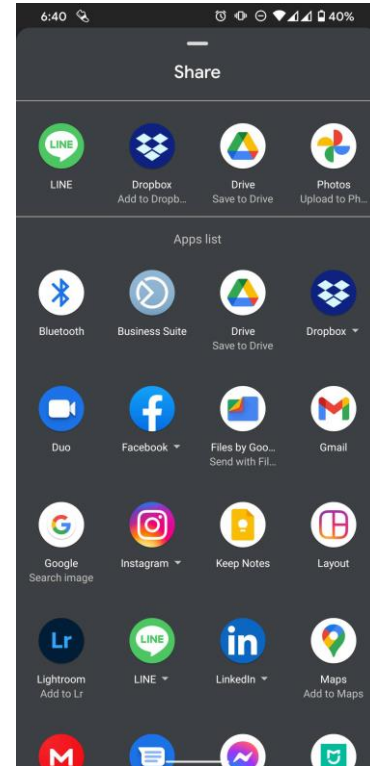 6:40
40%
Share
LINE
LINE
Dropbox
Add to Dropb...
Drive
Save to Drive
Photos
Upload to Ph...
Apps list
Bluetooth
Business Suite
Drive
Save to Drive
Dropbox
Duo
Facebook
Files by Goo...
Send with Fil...
Gmail
G
Google
Search image
Instagram
Keep Notes
Layout
Lr
Lightroom
Add to Lr
LINE
LINE
in
LinkedIn
Maps
Add to Maps